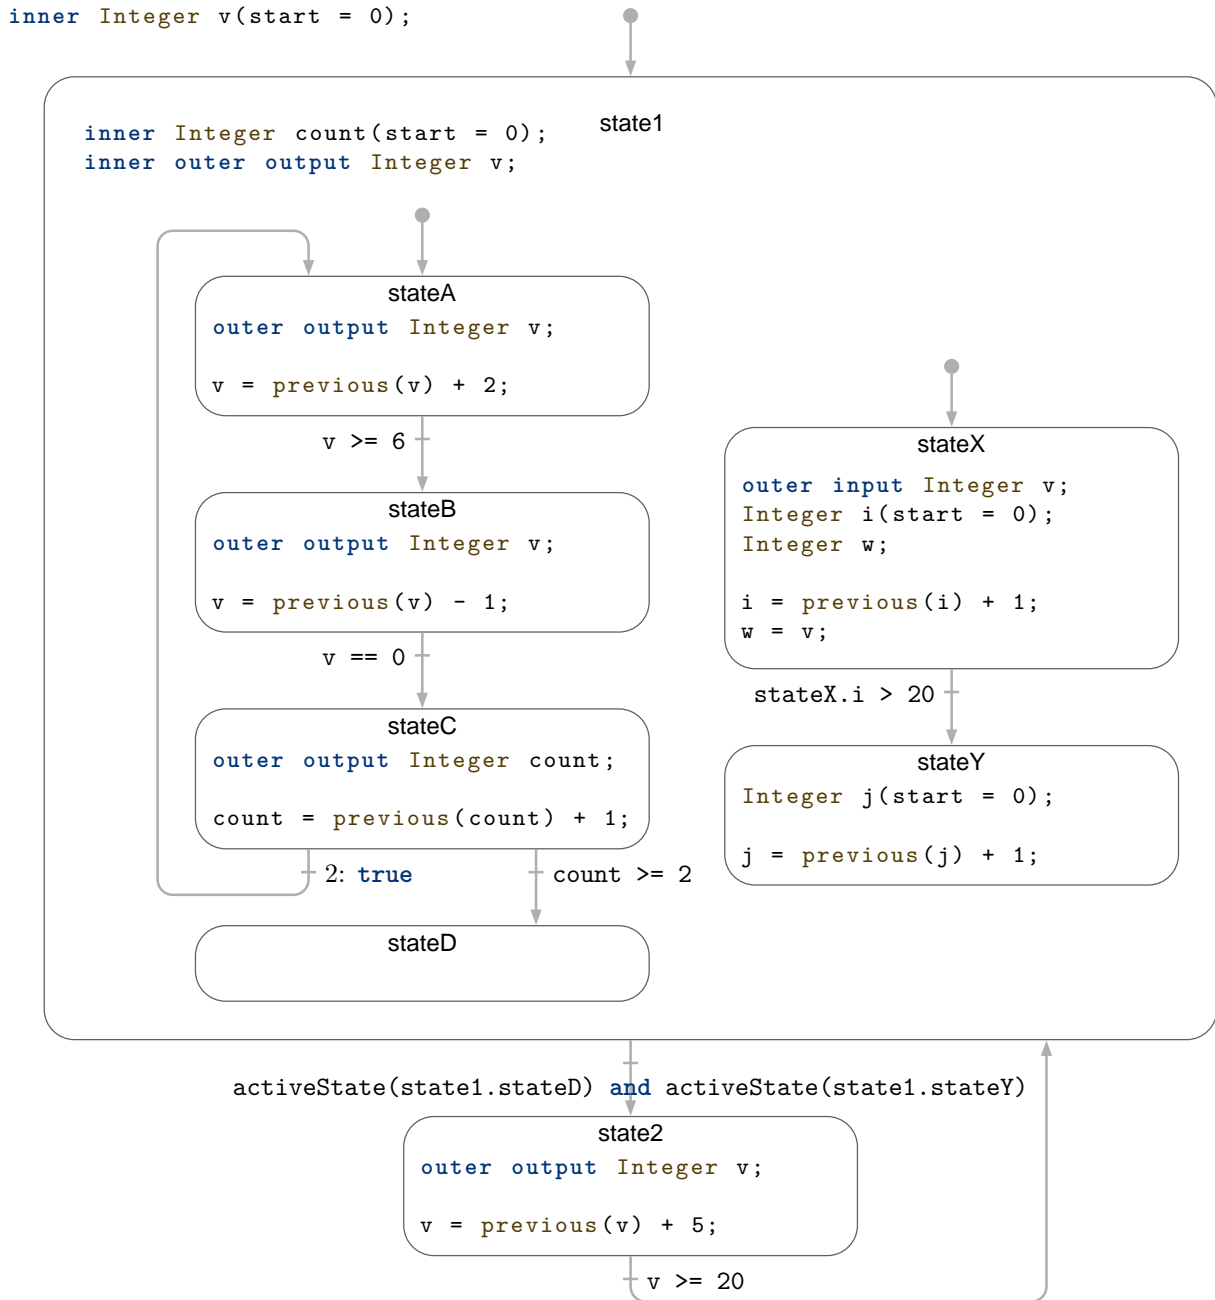 inner Integer v(start = 0);
state1
inner Integer count(start = 0);
inner outer output Integer v;
stateA
outer output Integer v;
v = previous(v) + 2;
v >= 6
stateB
outer output Integer v;
v = previous(v) - 1;
v == 0
stateC
outer output Integer count;
count = previous(count) + 1;
2: true
count >= 2
stateD
stateX
outer input Integer v;
Integer i(start = 0);
Integer w;
i = previous(i) + 1;
w = v;
stateX.i > 20
stateY
Integer j(start = 0);
j = previous(j) + 1;
activeState(state1.stateD) and activeState(state1.stateY)
state2
outer output Integer v;
v = previous(v) + 5;
v >= 20